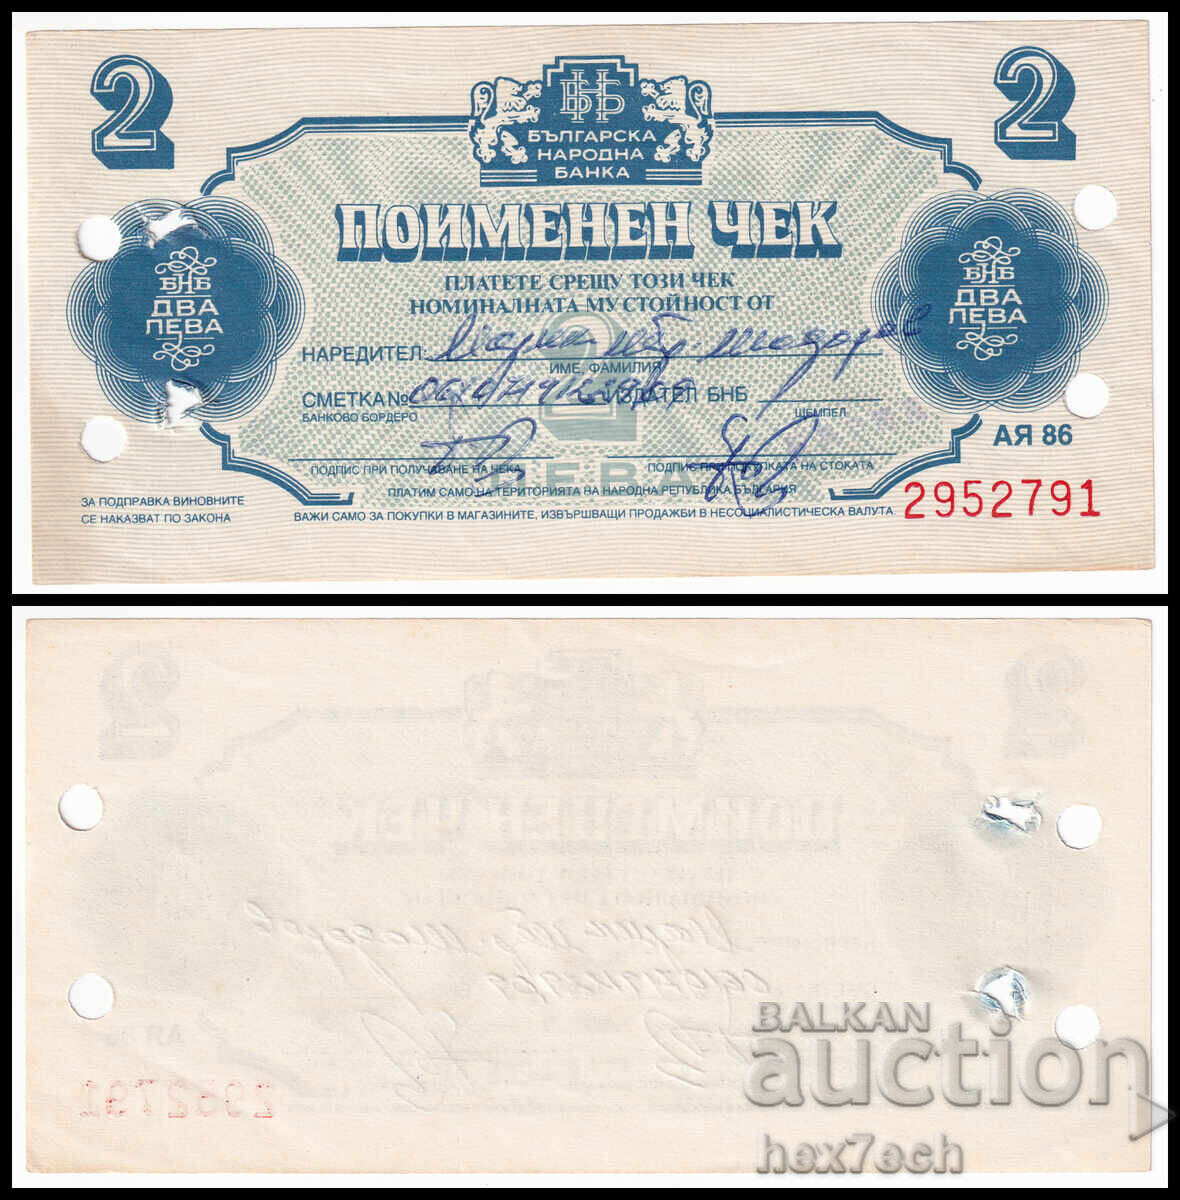 2
2
БНБ
БЪЛГАРСКА
НАРОДНА
БАНКА
ПОИМЕНЕН ЧЕК
ПЛАТЕТЕ СРЕЩУ ТОЗИ ЧЕК
НОМИНАЛНАТА МУ СТОЙНОСТ ОТ
БНБ
ДВА
ЛЕВА
БНБ
ДВА
ЛЕВА
2
НАРЕДИТЕЛ:
ИМЕ, ФАМИЛИЯ
СМЕТКА № ИЗДАТЕЛ БНБ
БАНКОВО БОРДЕРО
ЩЕМПЕЛ
АЯ 86
ПОДПИС ПРИ ПОЛУЧАВАНЕ НА ЧЕКА
ПОДПИС ПРИ ПОКУПКАТА НА СТОКАТА
ЛЕВА
ПЛАТИМ САМО НА ТЕРИТОРИЯТА НА НАРОДНА РЕПУБЛИКА БЪЛГАРИЯ
ЗА ПОДПРАВКА ВИНОВНИТЕ
СЕ НАКАЗВАТ ПО ЗАКОНА
ВАЖИ САМО ЗА ПОКУПКИ В МАГАЗИНИТЕ, ИЗВЪРШВАЩИ ПРОДАЖБИ В НЕСОЦИАЛИСТИЧЕСКА ВАЛУТА.
2952791
BALKAN
auction
hex7ech